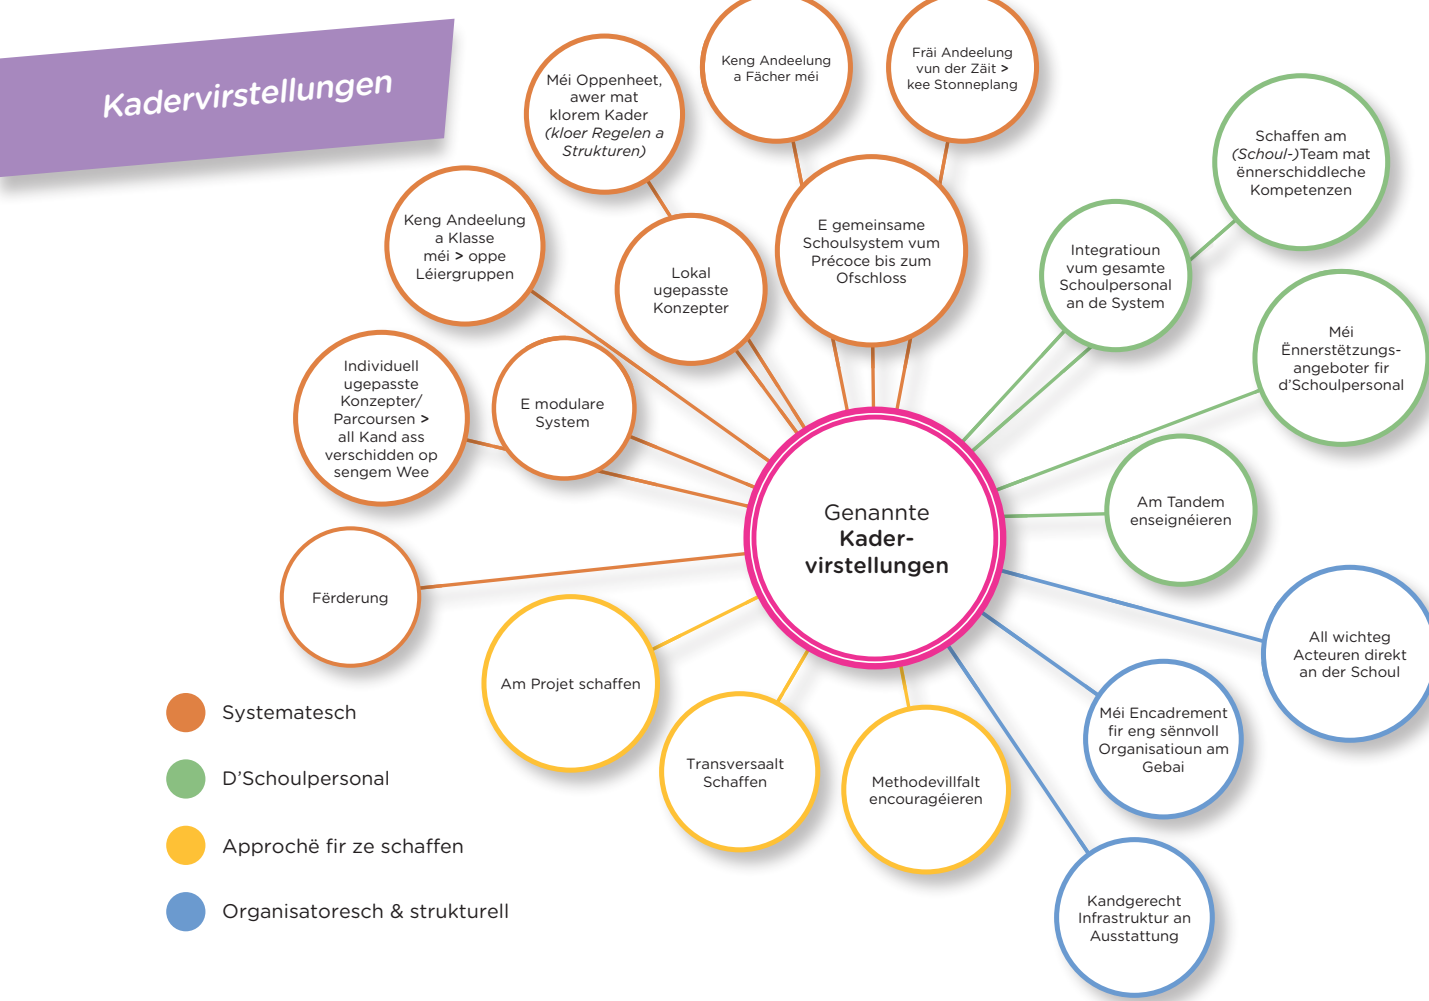 Kadervirstellungen
Méi Oppenheet,
awer mat
klorem Kader
(kloer Regelen a
Strukturen)
Keng Andeelung
a Fächer méi
Fräi Andeelung
vun der Zäit >
kee Stonneplang
Schaffen am
(Schoul-)Team mat
ënnerschiddleche
Kompetenzen
Keng Andeelung
a Klasse
méi > oppe
Léiergruppen
Lokal
ugepasste
Konzepter
E gemeinsame
Schoulsystem vum
Précoce bis zum
Ofschloss
Integratioun
vum gesamte
Schoulpersonal
an de System
Méi
Ënnerstëtzungs-
angeboter fir
d'Schoulpersonal
Individuell
ugepasste
Konzepter/
Parcoursen >
all Kand ass
verschidden op
sengem Wee
E modulare
System
Genannte
Kader-
virstellungen
Am Tandem
enseignéieren
Fërderung
Am Projet schaffen
Transversaalt
Schaffen
Methodevillfalt
encouragéieren
All wichteg
Acteuren direkt
an der Schoul
Méi Encadrement
fir eng sënnvoll
Organisatioun am
Gebai
Kandgerecht
Infrastruktur an
Ausstattung
Systematesch
D'Schoulpersonal
Approchë fir ze schaffen
Organisatoresch & strukturell